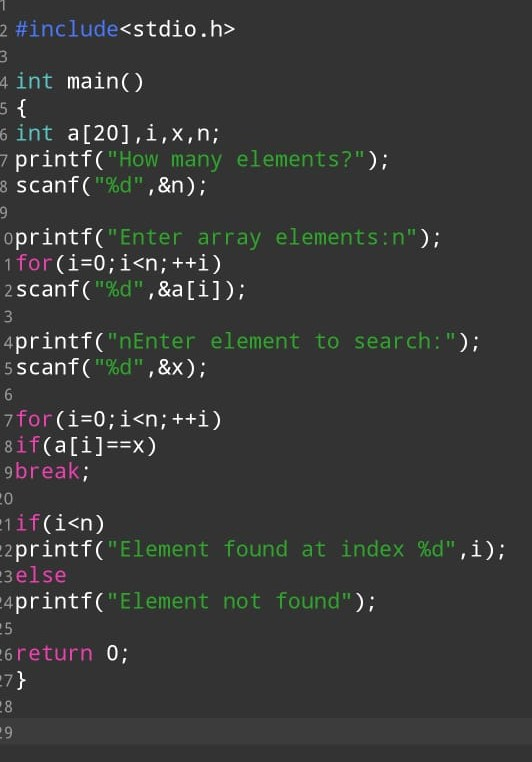 1
2 #include<stdio.h>
3
4 int main()
5 {
6 int a[20],i,x,n;
7 printf("How many elements?");
8 scanf("%d",&n);
9
0 printf("Enter array elements:n");
1 for(i=0;i<n;++i)
2 scanf("%d",&a[i]);
3
4 printf("nEnter element to search:");
5 scanf("%d",&x);
6
7 for(i=0;i<n;++i)
8 if(a[i]==x)
9 break;
20
21 if(i<n)
22 printf("Element found at index %d",i);
23 else
24 printf("Element not found");
25
26 return 0;
27 }
28
29